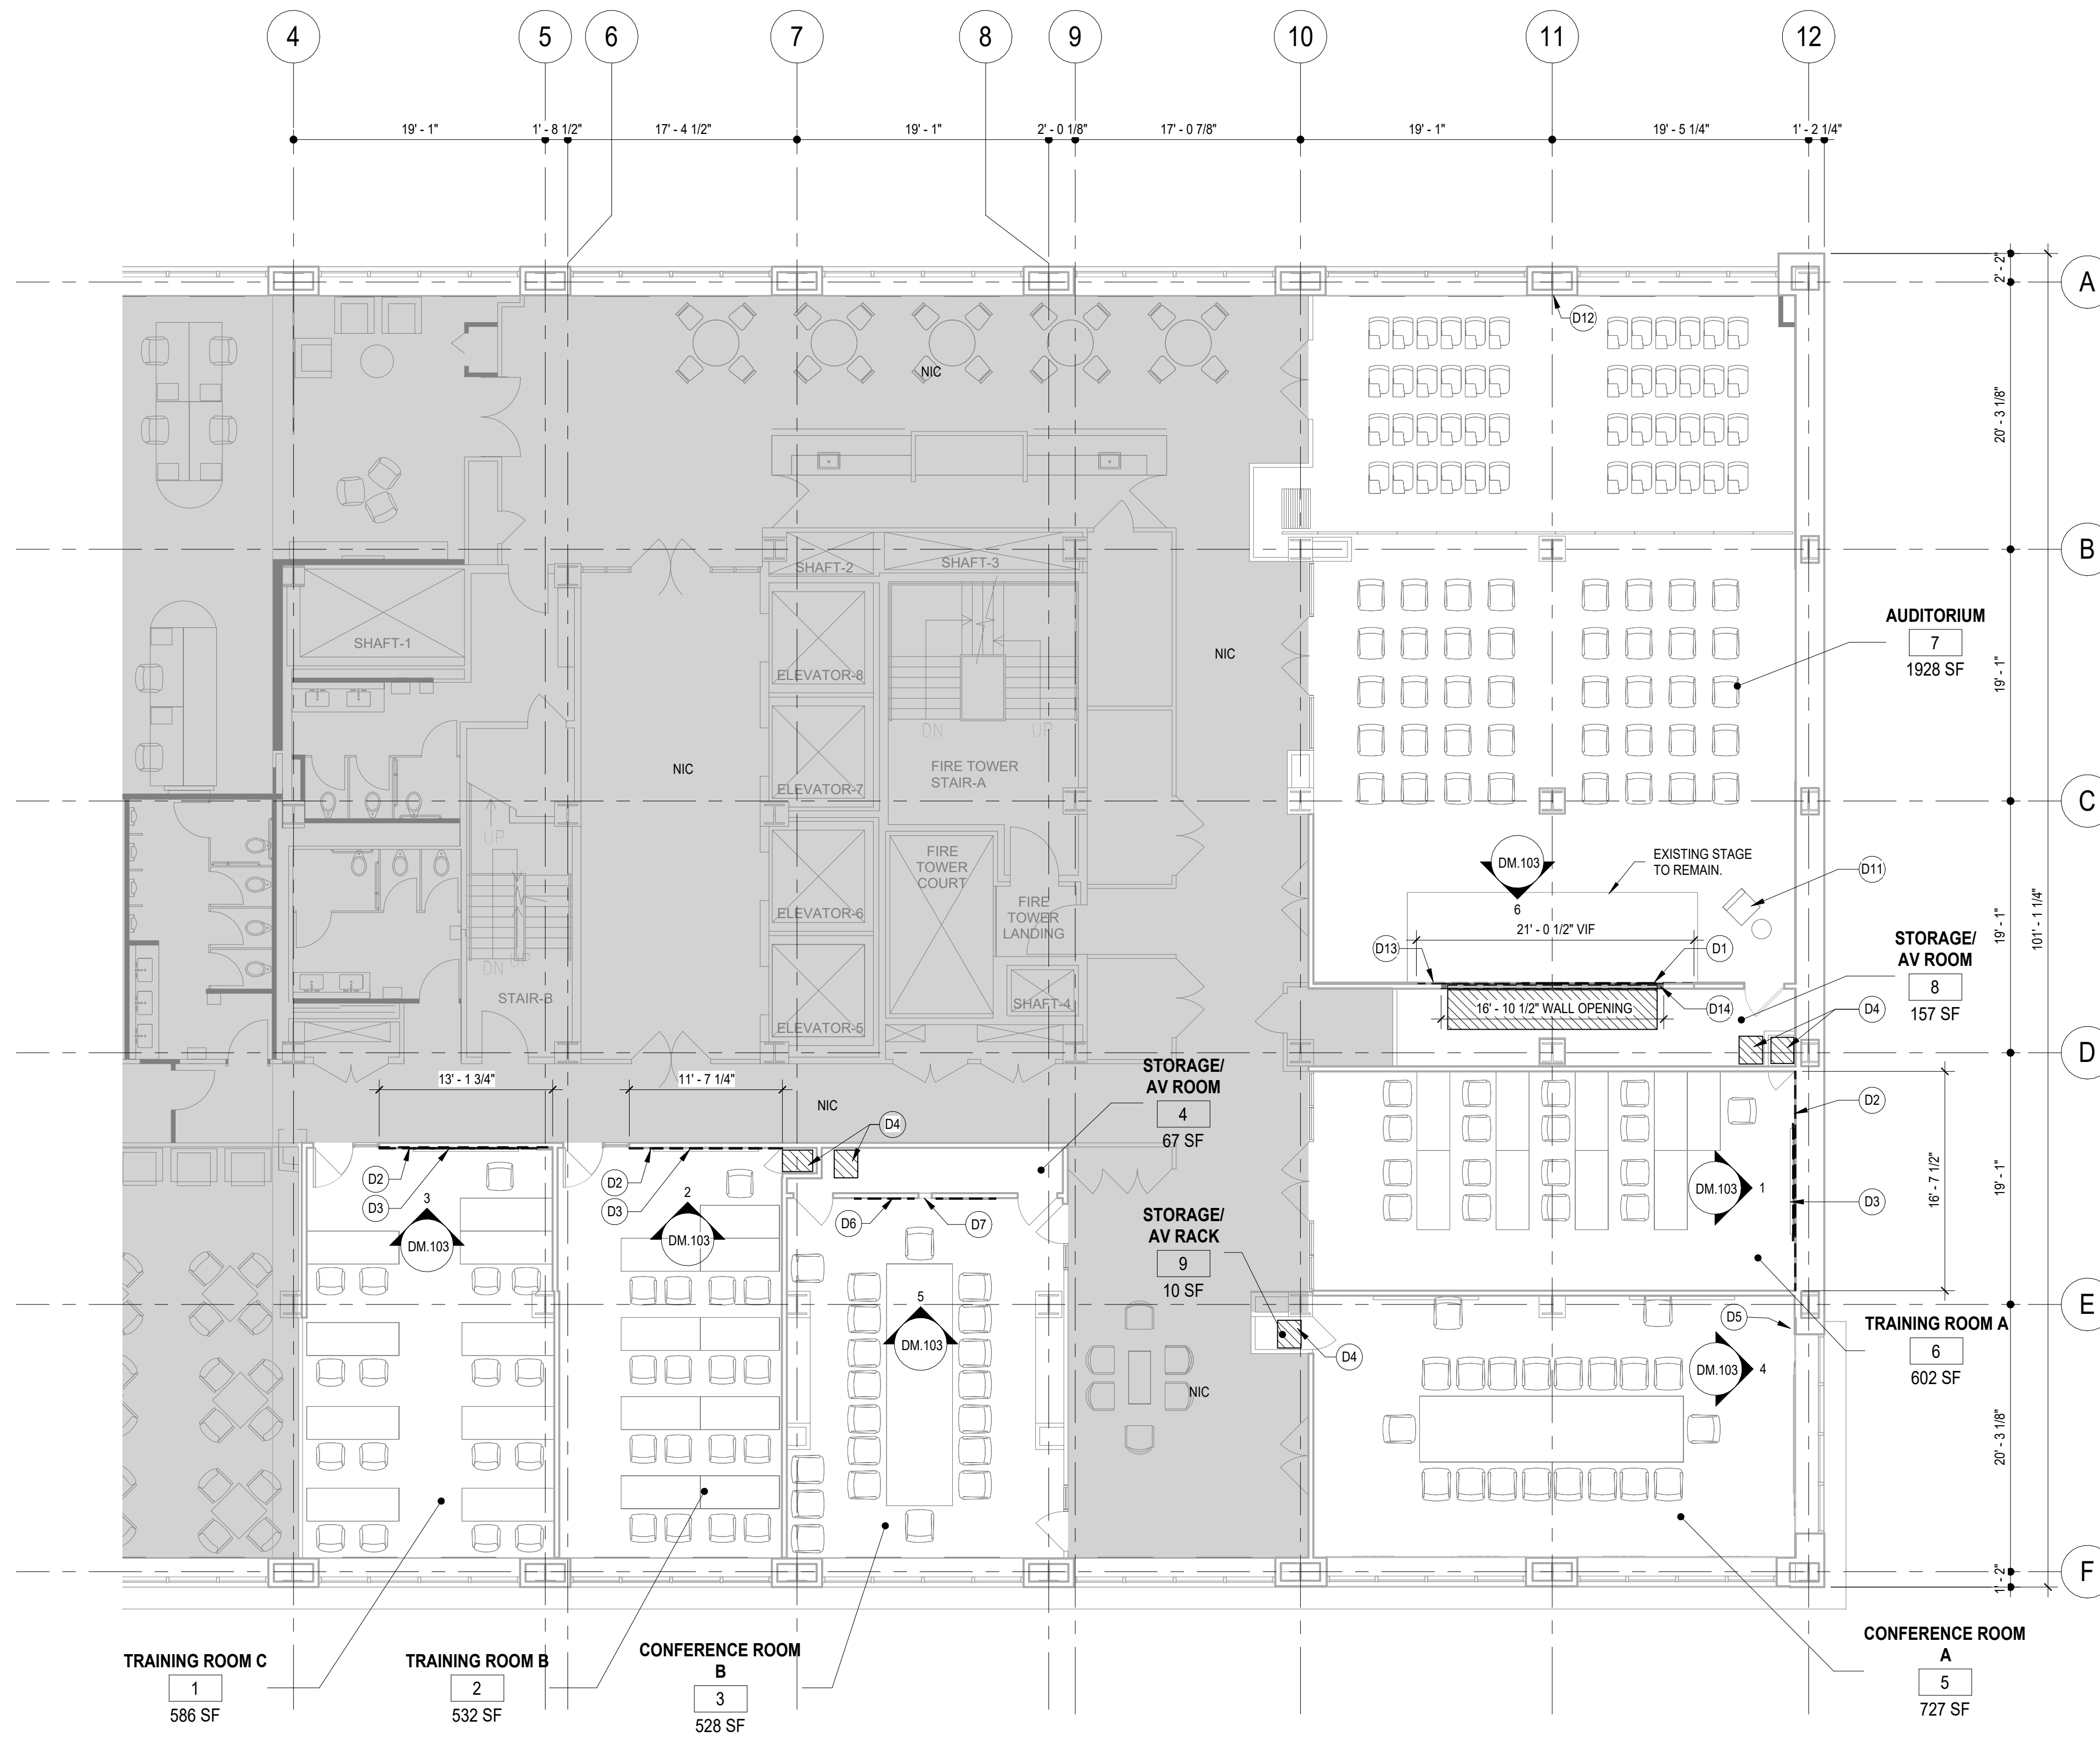 4
5
6
7
8
9
10
11
12
19' - 1"
1' - 8 1/2"
17' - 4 1/2"
19' - 1"
2' - 0 1/8"
17' - 0 7/8"
19' - 1"
19' - 5 1/4"
1' - 2 1/4"
2' - 2"
A
D12
NIC
20' - 3 1/8"
B
SHAFT-2
SHAFT-3
SHAFT-1
NIC
ELEVATOR-8
AUDITORIUM
7
1928 SF
19' - 1"
DN
UP
NIC
FIRE TOWER
STAIR-A
ELEVATOR-7
C
UP
FIRE
TOWER
COURT
DM.103
6
EXISTING STAGE
TO REMAIN.
D11
FIRE
TOWER
LANDING
ELEVATOR-6
21' - 0 1/2" VIF
19' - 1"
101' - 1 1/4"
D13
D1
STORAGE/
AV ROOM
8
157 SF
DN
UP
STAIR-B
SHAFT-4
ELEVATOR-5
16' - 10 1/2" WALL OPENING
D14
D4
D
13' - 1 3/4"
11' - 7 1/4"
NIC
STORAGE/
AV ROOM
4
67 SF
D4
D2
D2
D3
3
DM.103
D2
D3
2
DM.103
D6
D7
DM.103
1
16' - 7 1/2"
19' - 1"
D3
STORAGE/
AV RACK
9
10 SF
5
DM.103
E
D5
D4
DM.103
4
TRAINING ROOM A
6
602 SF
NIC
20' - 3 1/8"
F
1' - 2"
TRAINING ROOM C
1
586 SF
TRAINING ROOM B
2
532 SF
CONFERENCE ROOM
B
3
528 SF
CONFERENCE ROOM
A
5
727 SF